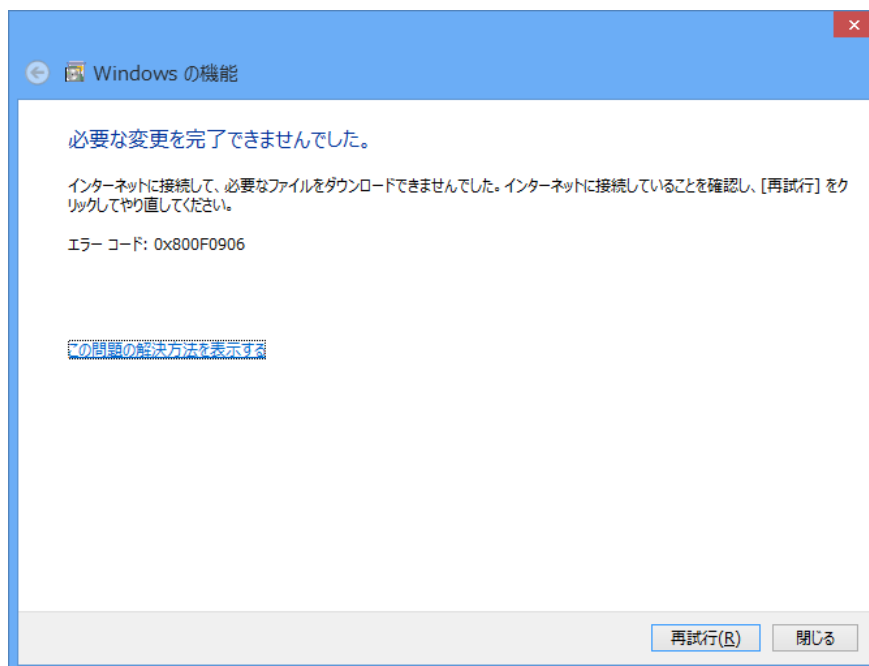 Windows の機能
必要な変更を完了できませんでした。
インターネットに接続して、必要なファイルをダウンロードできませんでした。インターネットに接続していることを確認し、[再試行] をク
リックしてやり直してください。
エラー コード: 0x800F0906
この問題の解決方法を表示する
再試行(R)
閉じる